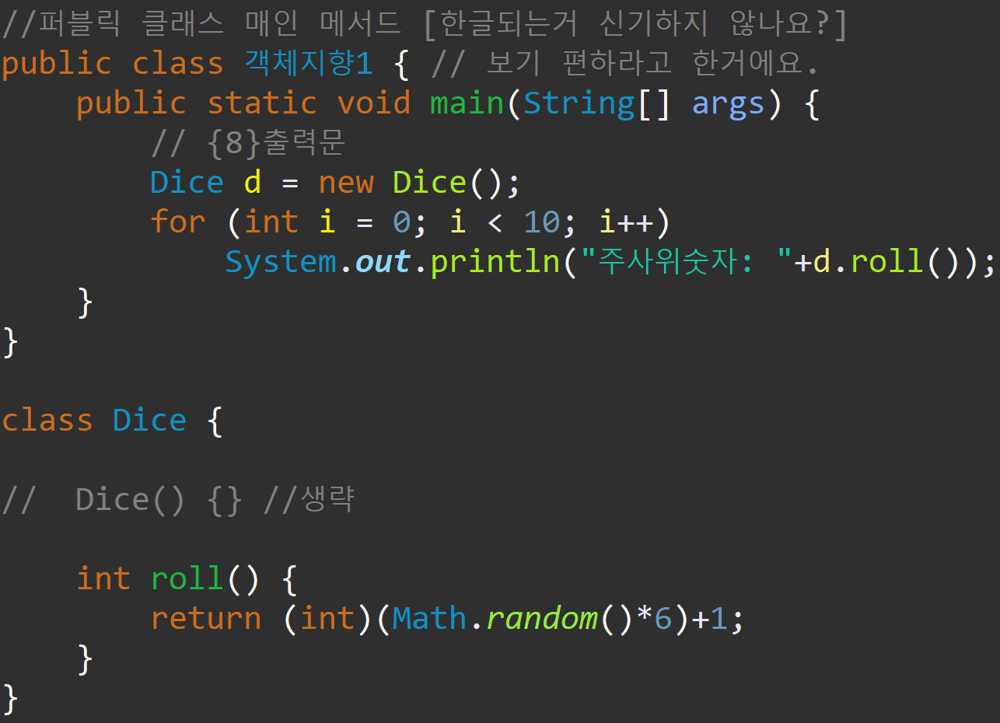 //퍼블릭 클래스 매인 메서드 [한글되는거 신기하지 않나요?]
public class 객체지향1 { // 보기 편하라고 한거에요.
    public static void main(String[] args) {
        // {8}출력문
        Dice d = new Dice();
        for (int i = 0; i < 10; i++)
            System.out.println("주사위숫자: "+d.roll());
    }
}
class Dice {
//  Dice() {} //생략
    int roll() {
        return (int)(Math.random()*6)+1;
    }
}